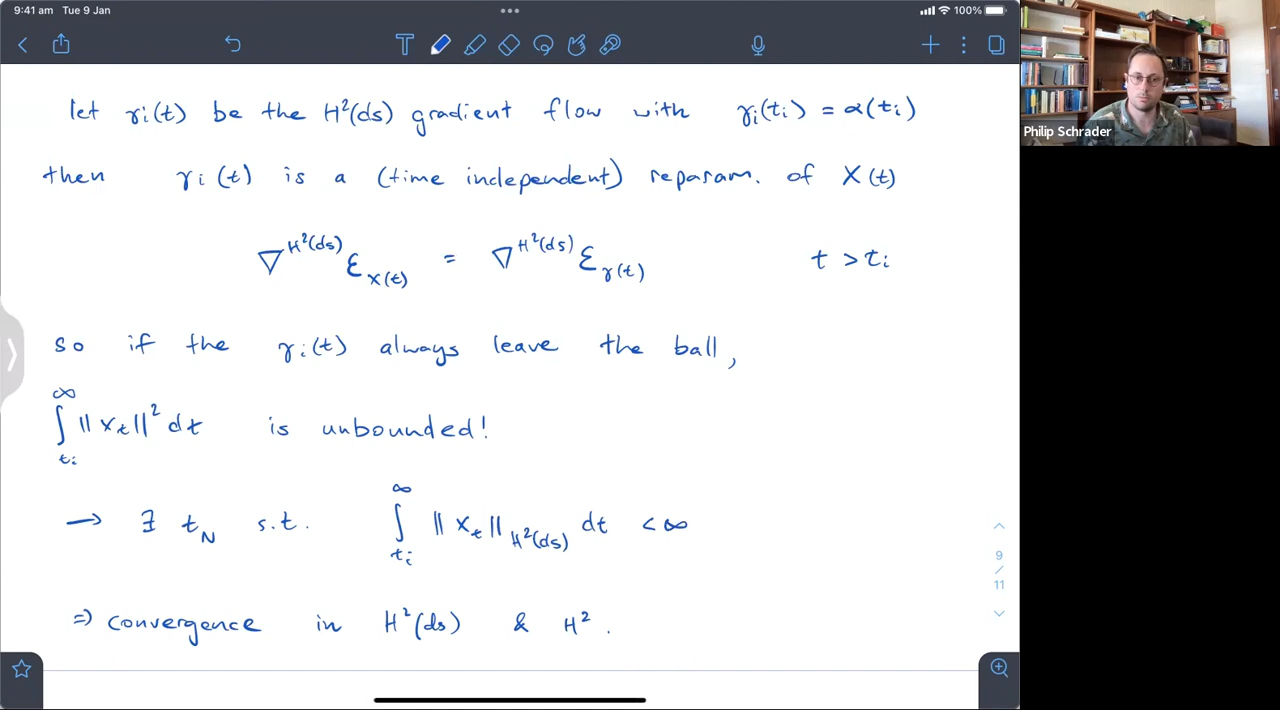 9:41 am Tue 9 Jan
100%
T
let γi(t) be the H²(ds) gradient flow with γi(ti) = α(ti)
then γi(t) is a (time independent) reparam. of X(t)
∇^{H²(ds)} ℰ_{X(t)} = ∇^{H²(ds)} ℰ_{γ(t)} t > ti
so if the γi(t) always leave the ball,
∫_{ti}^{∞} ‖Xt‖² dt is unbounded!
→ ∃ t_N s.t. ∫_{ti}^{∞} ‖Xt‖_{H²(ds)} dt < ∞
⇒ convergence in H²(ds) & H².
9
/
11
Philip Schrader